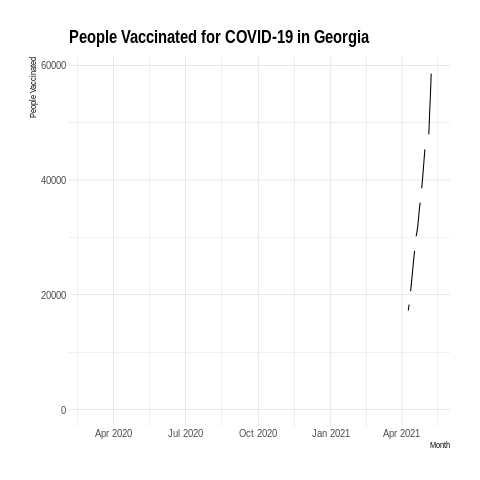 People Vaccinated for COVID-19 in Georgia
People Vaccinated
60000
40000
20000
0
Apr 2020
Jul 2020
Oct 2020
Jan 2021
Apr 2021
Month